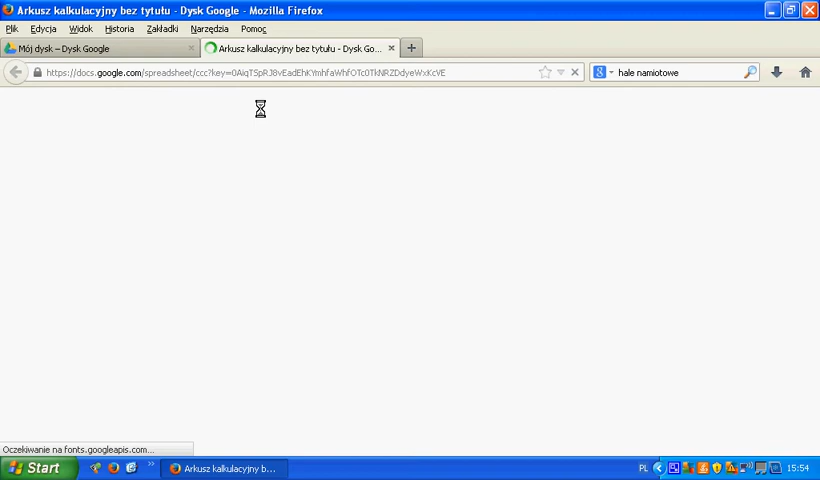 Arkusz kalkulacyjny bez tytułu - Dysk Google - Mozilla Firefox
Plik Edycja Widok Historia Zakładki Narzędzia Pomoc
Mój dysk – Dysk Google
Arkusz kalkulacyjny bez tytułu - Dysk Go...
https://docs.google.com/spreadsheet/ccc?key=0AiqTSpRJ8vEadEhKYmhfaWhfOTc0TkNRZDdyeWxKcVE
hale namiotowe
Oczekiwanie na fonts.googleapis.com...
Start
Arkusz kalkulacyjny b...
PL
15:54